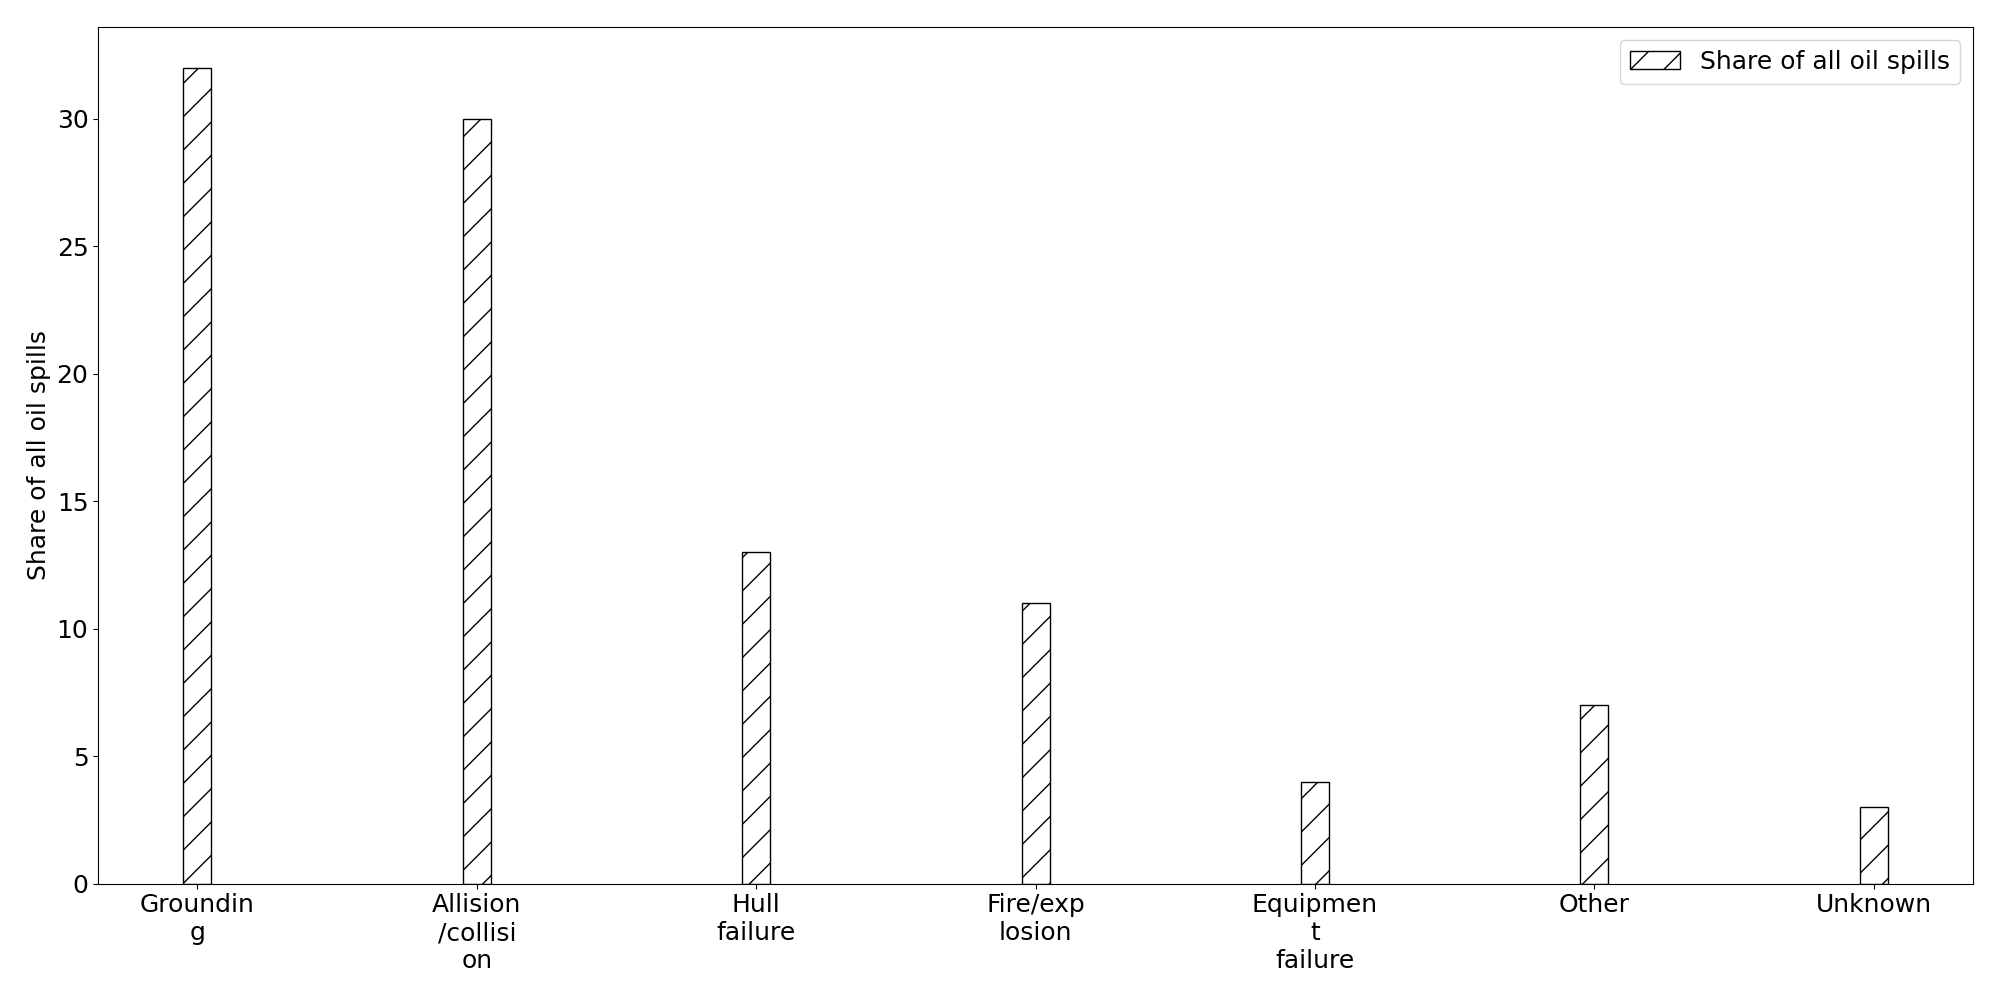 Share of all oil spills
Share of all oil spills
30
25
20
15
10
5
0
Groundin
g
Allision
/collisi
on
Hull
failure
Fire/exp
losion
Equipmen
t
failure
Other
Unknown